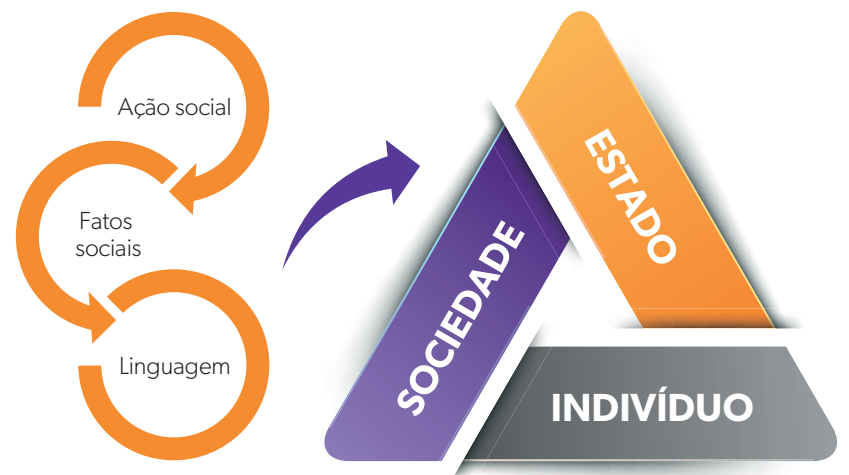 Ação social
Fatos
sociais
Linguagem
SOCIEDADE
ESTADO
INDIVÍDUO